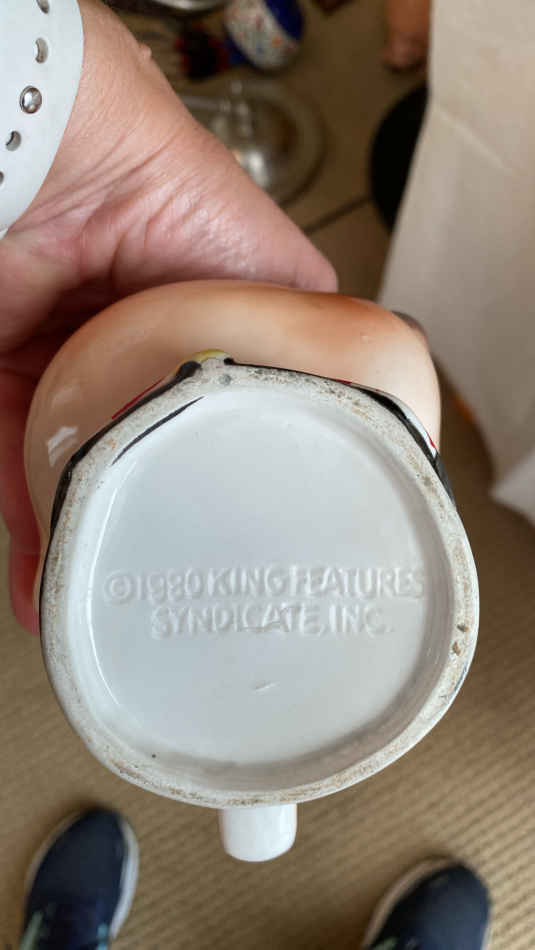 ©1980 KING FEATURES
SYNDICATE, INC.